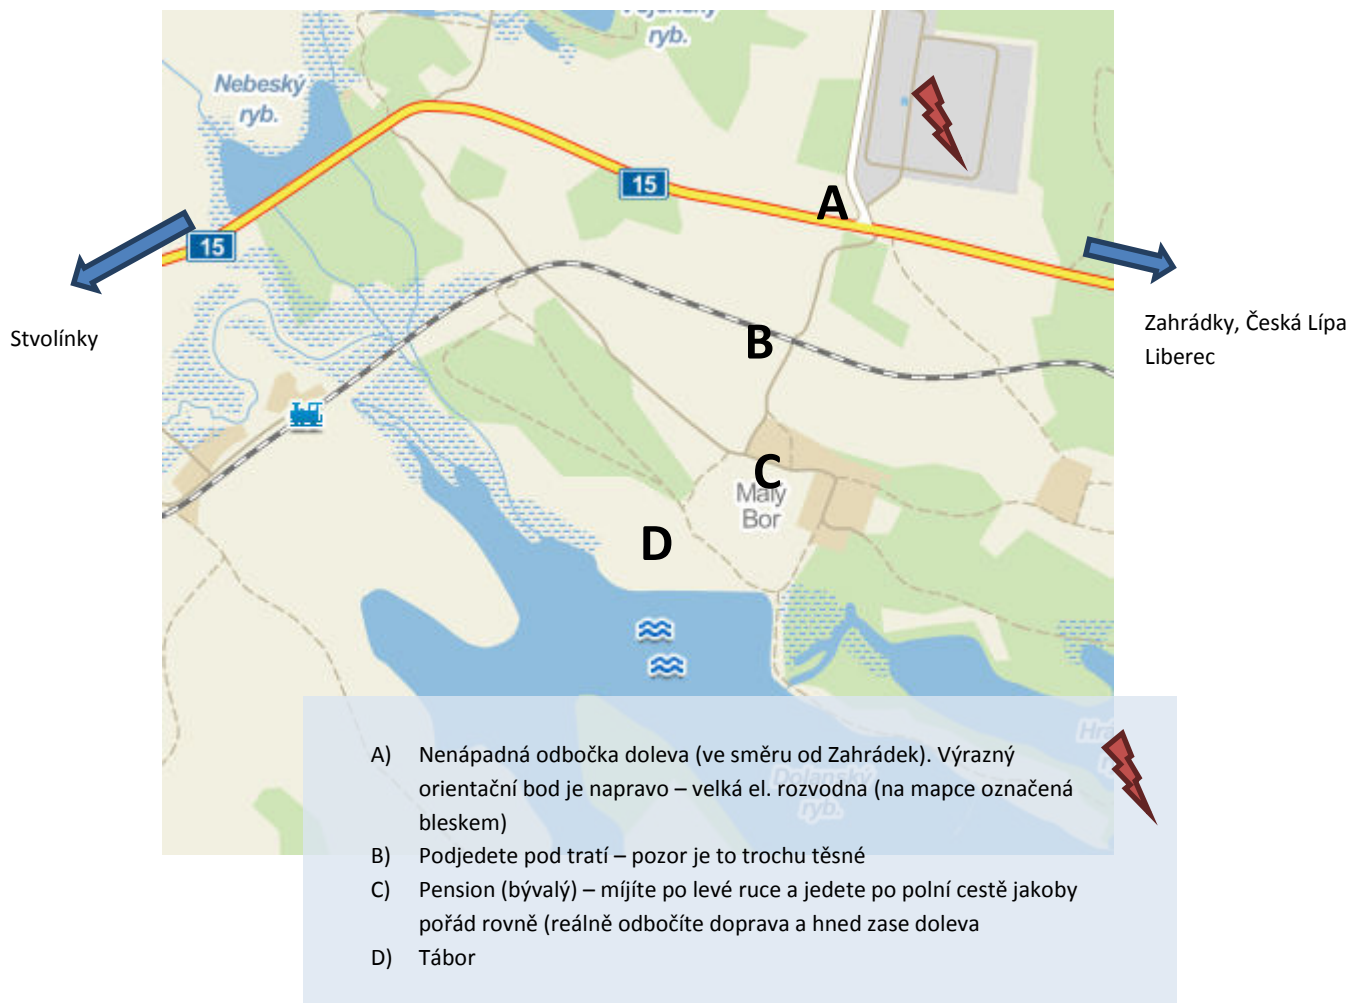 ryb.
Nebeský
ryb.
15
A
15
Stvolínky
Zahrádky, Česká Lípa
Liberec
B
C
Malý
Bor
D
A) Nenápadná odbočka doleva (ve směru od Zahrádek). Výrazný
orientační bod je napravo – velká el. rozvodna (na mapce označená
bleskem)
B) Podjedete pod tratí – pozor je to trochu těsné
C) Pension (bývalý) – míjíte po levé ruce a jedete po polní cestě jakoby
pořád rovně (reálně odbočíte doprava a hned zase doleva
D) Tábor
Dolanský
ryb.